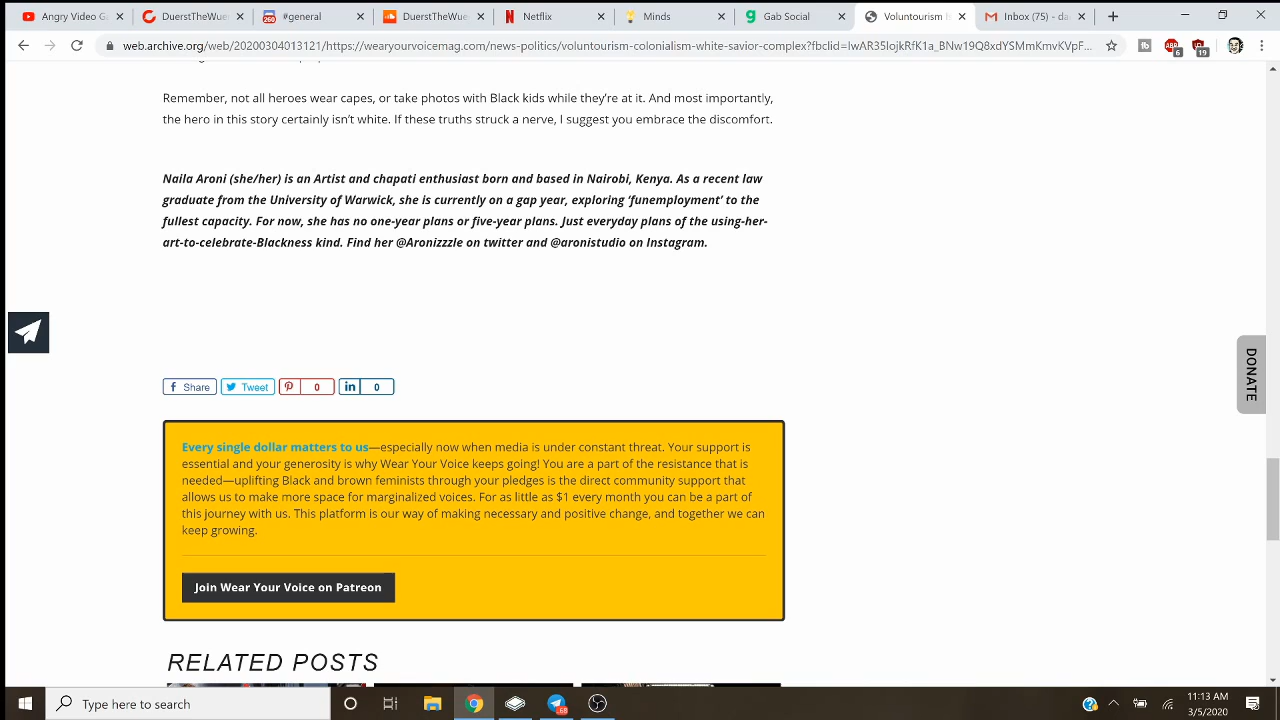 Angry Video G
DuerstTheWue
#general
260
DuerstTheWue
Netflix
Minds
Gab Social
Voluntourism
Inbox (75) - da
web.archive.org/web/20200304013121/https://wearyourvoicemag.com/news-politics/voluntourism-colonialism-white-savior-complex?fbclid=IwAR35lojkRfK1a_BNw19Q8xdYSMmKmvKVpF...
6
19
Remember, not all heroes wear capes, or take photos with Black kids while they're at it. And most importantly,
the hero in this story certainly isn't white. If these truths struck a nerve, I suggest you embrace the discomfort.
Naila Aroni (she/her) is an Artist and chapati enthusiast born and based in Nairobi, Kenya. As a recent law
graduate from the University of Warwick, she is currently on a gap year, exploring 'funemployment' to the
fullest capacity. For now, she has no one-year plans or five-year plans. Just everyday plans of the using-her-
art-to-celebrate-Blackness kind. Find her @Aronizzzle on twitter and @aronistudio on Instagram.
DONATE
Share
Tweet
0
0
Every single dollar matters to us—especially now when media is under constant threat. Your support is
essential and your generosity is why Wear Your Voice keeps going! You are a part of the resistance that is
needed—uplifting Black and brown feminists through your pledges is the direct community support that
allows us to make more space for marginalized voices. For as little as $1 every month you can be a part of
this journey with us. This platform is our way of making necessary and positive change, and together we can
keep growing.
Join Wear Your Voice on Patreon
RELATED POSTS
Type here to search
11:13 AM
3/5/2020